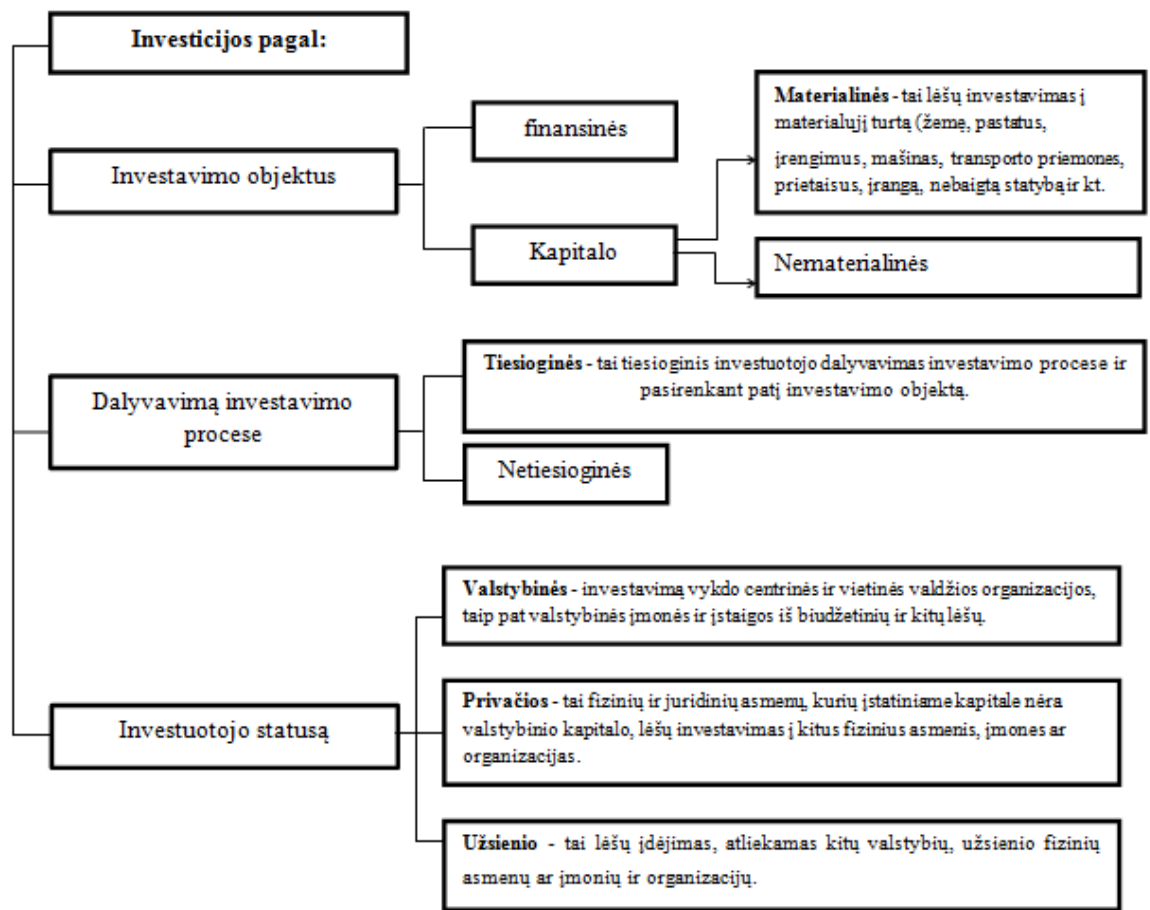 Investicijos pagal:
Investavimo objektus
finansinės
Kapitalo
Materialinės - tai lėšų investavimas į
materialųjį turtą (žemę, pastatus,
įrengimus, mašinas, transporto priemones,
prietaisus, įrangą, nebaigtą statybą ir kt.
Nematerialinės
Dalyvavimą investavimo
procese
Tiesioginės - tai tiesioginis investuotojo dalyvavimas investavimo procese ir
pasirenkant patį investavimo objektą.
Netiesioginės
Investuotojo statusą
Valstybinės - investavimą vykdo centrinės ir vietinės valdžios organizacijos,
taip pat valstybinės įmonės ir įstaigos iš biudžetinių ir kitų lėšų.
Privačios - tai fizinių ir juridinių asmenų, kurių įstatiniame kapitale nėra
valstybinio kapitalo, lėšų investavimas į kitus fizinius asmenis, įmones ar
organizacijas.
Užsienio - tai lėšų įdėjimas, atliekamas kitų valstybių, užsienio fizinių
asmenų ar įmonių ir organizacijų.